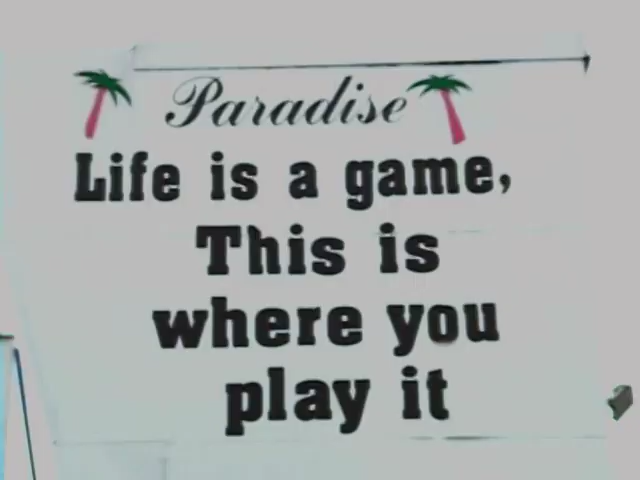 Paradise
Life is a game,
This is
where you
play it